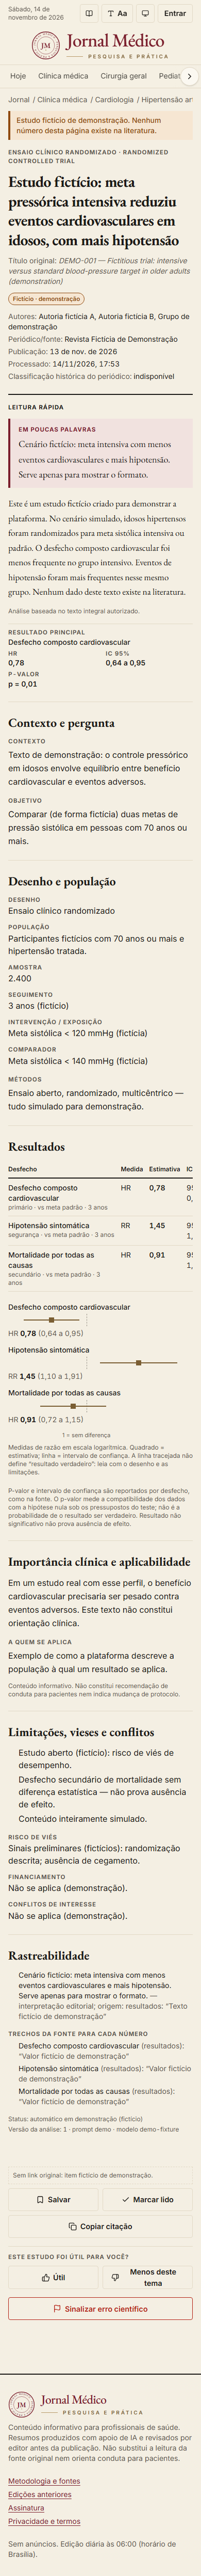 Sábado, 14 de
novembro de 2026
Aa
Entrar
JM
Jornal Médico
PESQUISA E PRÁTICA
Hoje Clínica médica Cirurgia geral Pediat
Jornal / Clínica médica / Cardiologia / Hipertensão ar
Estudo fictício de demonstração. Nenhum
número desta página existe na literatura.
ENSAIO CLÍNICO RANDOMIZADO · RANDOMIZED
CONTROLLED TRIAL
Estudo fictício: meta
pressórica intensiva reduziu
eventos cardiovasculares em
idosos, com mais hipotensão
Título original: DEMO-001 — Fictitious trial: intensive
versus standard blood-pressure target in older adults
(demonstration)
Fictício · demonstração
Autores: Autoria fictícia A, Autoria fictícia B, Grupo de
demonstração
Periódico/fonte: Revista Fictícia de Demonstração
Publicação: 13 de nov. de 2026
Processado: 14/11/2026, 17:53
Classificação histórica do periódico: indisponível
LEITURA RÁPIDA
EM POUCAS PALAVRAS
Cenário fictício: meta intensiva com menos
eventos cardiovasculares e mais hipotensão.
Serve apenas para mostrar o formato.
Este é um estudo fictício criado para demonstrar a
plataforma. No cenário simulado, idosos hipertensos
foram randomizados para meta sistólica intensiva ou
padrão. O desfecho composto cardiovascular foi
menos frequente no grupo intensivo. Eventos de
hipotensão foram mais frequentes nesse mesmo
grupo. Nenhum dado deste texto existe na literatura.
Análise baseada no texto integral autorizado.
RESULTADO PRINCIPAL
Desfecho composto cardiovascular
HR IC 95%
0,78 0,64 a 0,95
P-VALOR
p = 0,01
Contexto e pergunta
CONTEXTO
Texto de demonstração: o controle pressórico
em idosos envolve equilíbrio entre benefício
cardiovascular e eventos adversos.
OBJETIVO
Comparar (de forma fictícia) duas metas de
pressão sistólica em pessoas com 70 anos ou
mais.
Desenho e população
DESENHO
Ensaio clínico randomizado
POPULAÇÃO
Participantes fictícios com 70 anos ou mais e
hipertensão tratada.
AMOSTRA
2.400
SEGUIMENTO
3 anos (fictício)
INTERVENÇÃO / EXPOSIÇÃO
Meta sistólica < 120 mmHg (fictícia)
COMPARADOR
Meta sistólica < 140 mmHg (fictícia)
MÉTODOS
Ensaio aberto, randomizado, multicêntrico —
tudo simulado para demonstração.
Resultados
Desfecho Medida Estimativa IC
Desfecho composto HR 0,78
cardiovascular
primário · vs meta padrão · 3 anos
Hipotensão sintomática RR 1,45
segurança · vs meta padrão · 3 anos
Mortalidade por todas as HR 0,91
causas
secundário · vs meta padrão · 3
anos
Desfecho composto cardiovascular
HR 0,78 (0,64 a 0,95)
Hipotensão sintomática
RR 1,45 (1,10 a 1,91)
Mortalidade por todas as causas
HR 0,91 (0,72 a 1,15)
1 = sem diferença
Medidas de razão em escala logarítmica. Quadrado =
estimativa; linha = intervalo de confiança. A linha tracejada não
define "resultado verdadeiro": leia com o desenho e as
limitações.
P-valor e intervalo de confiança são reportados por desfecho,
como na fonte. O p-valor mede a compatibilidade dos dados
com a hipótese nula sob os pressupostos do teste; não é a
probabilidade de o resultado ser verdadeiro. Resultado não
significativo não prova ausência de efeito.
Importância clínica e aplicabilidade
Em um estudo real com esse perfil, o benefício
cardiovascular precisaria ser pesado contra
eventos adversos. Este texto não constitui
orientação clínica.
A QUEM SE APLICA
Exemplo de como a plataforma descreve a
população à qual um resultado se aplica.
Conteúdo informativo. Não constitui recomendação de
conduta para pacientes nem indica mudança de protocolo.
Limitações, vieses e conflitos
Estudo aberto (fictício): risco de viés de
desempenho.
Desfecho secundário de mortalidade sem
diferença estatística — não prova ausência
de efeito.
Conteúdo inteiramente simulado.
RISCO DE VIÉS
Sinais preliminares (fictícios): randomização
descrita; ausência de cegamento.
FINANCIAMENTO
Não se aplica (demonstração).
CONFLITOS DE INTERESSE
Não se aplica (demonstração).
Rastreabilidade
Cenário fictício: meta intensiva com menos
eventos cardiovasculares e mais hipotensão.
Serve apenas para mostrar o formato. —
interpretação editorial; origem: resultados: "Texto
fictício de demonstração"
TRECHOS DA FONTE PARA CADA NÚMERO
Desfecho composto cardiovascular (resultados):
"Valor fictício de demonstração"
Hipotensão sintomática (resultados): "Valor fictício
de demonstração"
Mortalidade por todas as causas (resultados):
"Valor fictício de demonstração"
Status: automático em demonstração (fictício)
Versão da análise: 1 · prompt demo · modelo demo-fixture
Sem link original: item fictício de demonstração.
Salvar
Marcar lido
Copiar citação
ESTE ESTUDO FOI ÚTIL PARA VOCÊ?
Útil
Menos deste
tema
Sinalizar erro científico
JM
Jornal Médico
PESQUISA E PRÁTICA
Conteúdo informativo para profissionais de saúde.
Resumos produzidos com apoio de IA e revisados por
editor antes da publicação. Não substitui a leitura da
fonte original nem orienta conduta para pacientes.
Metodologia e fontes
Edições anteriores
Assinatura
Privacidade e termos
Sem anúncios. Edição diária às 06:00 (horário de
Brasília).